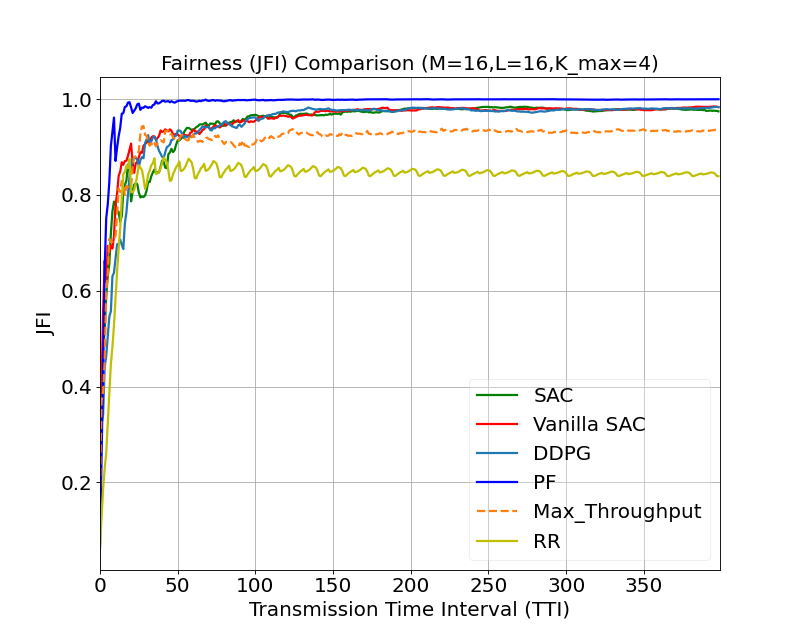 Fairness (JFI) Comparison (M=16,L=16,K_max=4)
1.0
0.8
0.6
0.4
0.2
JFI
SAC
Vanilla SAC
DDPG
PF
Max_Throughput
RR
0 50 100 150 200 250 300 350
Transmission Time Interval (TTI)